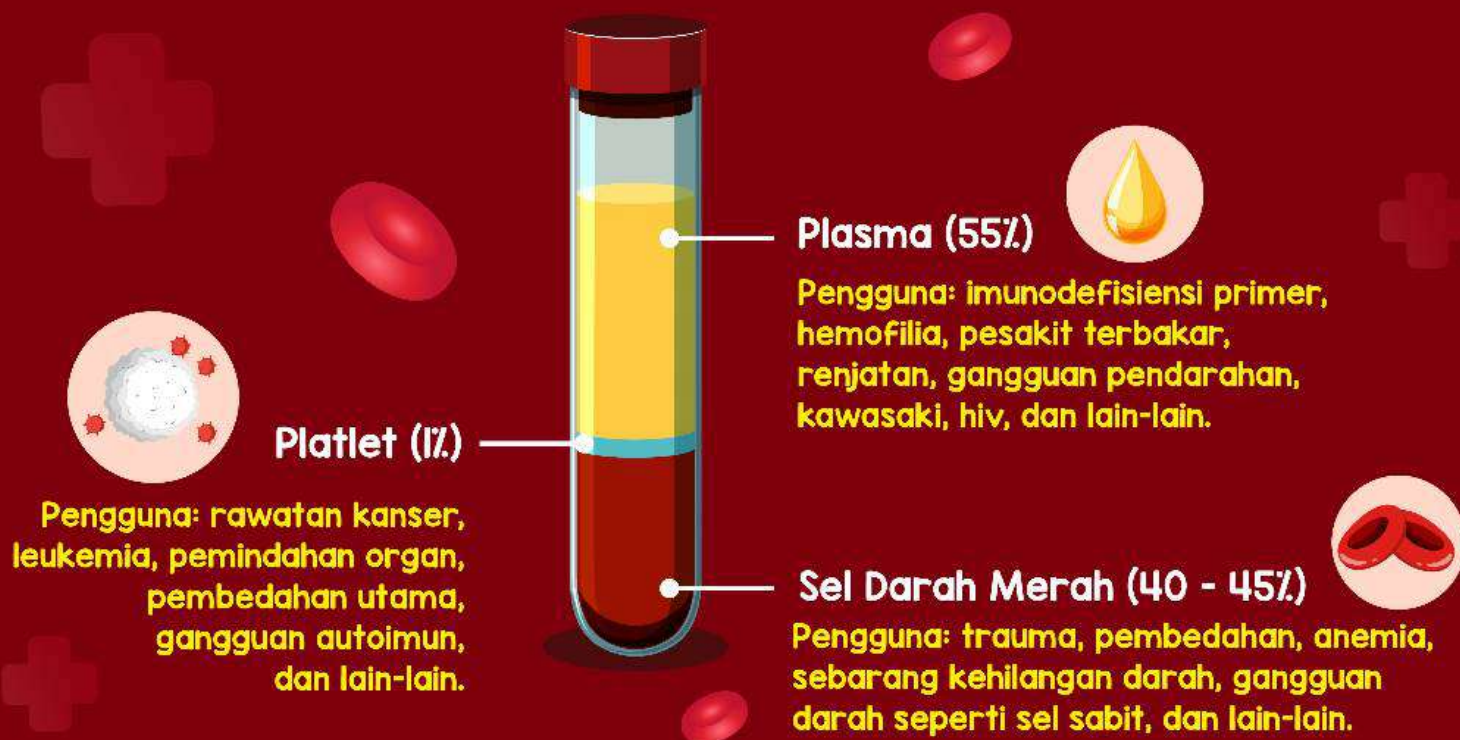 Plasma (55%)
Pengguna: imunodefisiensi primer,
hemofilia, pesakit terbakar,
renjatan, gangguan pendarahan,
kawasaki, hiv, dan lain-lain.
Platlet (1%)
Pengguna: rawatan kanser,
leukemia, pemindahan organ,
pembedahan utama,
gangguan autoimun,
dan lain-lain.
Sel Darah Merah (40 - 45%)
Pengguna: trauma, pembedahan, anemia,
sebarang kehilangan darah, gangguan
darah seperti sel sabit, dan lain-lain.